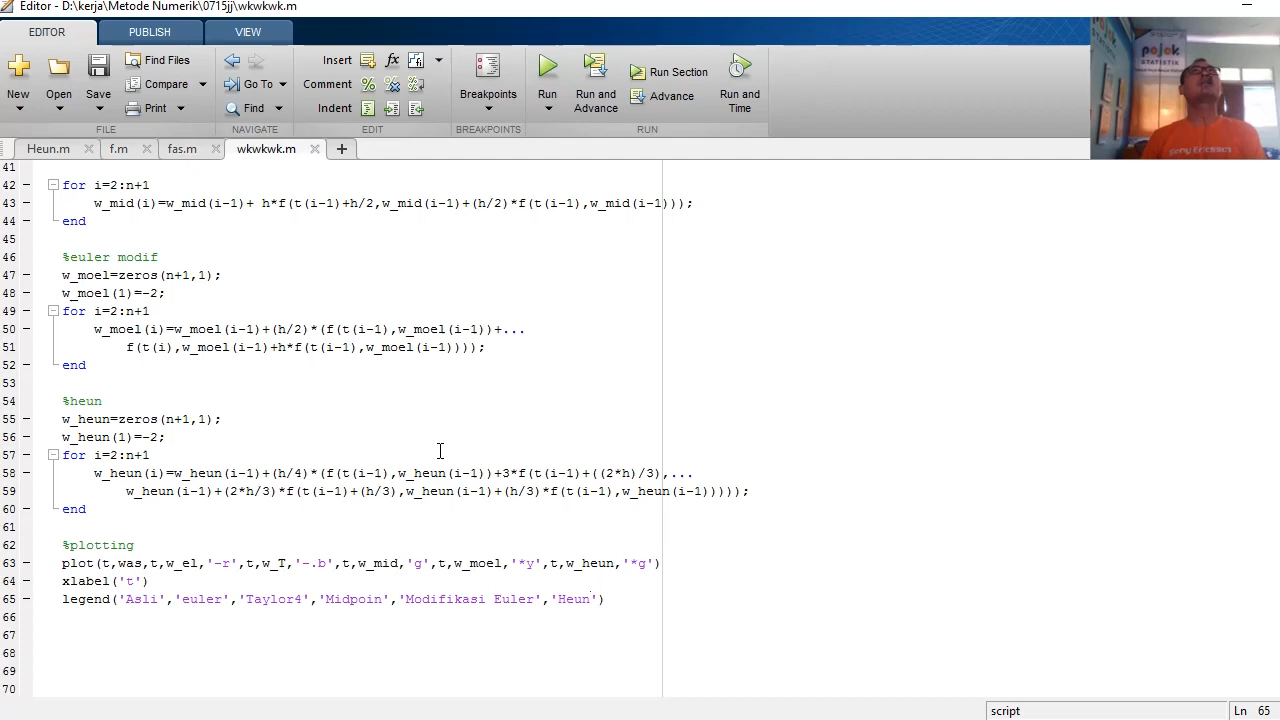 Editor - D:\kerja\Metode Numerik\0715jj\wkwkwk.m
EDITOR PUBLISH VIEW
New Open Save Find Files Compare Print Go To Find Insert fx Comment Indent Breakpoints Run Run and Advance Run Section Advance Run and Time
FILE NAVIGATE EDIT BREAKPOINTS RUN
Heun.m f.m fas.m wkwkwk.m
pojok
STATISTIK
Sony Ericsson
41
42 for i=2:n+1
43 w_mid(i)=w_mid(i-1)+ h*f(t(i-1)+h/2,w_mid(i-1)+(h/2)*f(t(i-1),w_mid(i-1)));
44 end
45
46 %euler modif
47 w_moel=zeros(n+1,1);
48 w_moel(1)=-2;
49 for i=2:n+1
50 w_moel(i)=w_moel(i-1)+(h/2)*(f(t(i-1),w_moel(i-1))+...
51 f(t(i),w_moel(i-1)+h*f(t(i-1),w_moel(i-1))));
52 end
53
54 %heun
55 w_heun=zeros(n+1,1);
56 w_heun(1)=-2;
57 for i=2:n+1
58 w_heun(i)=w_heun(i-1)+(h/4)*(f(t(i-1),w_heun(i-1))+3*f(t(i-1)+((2*h)/3),...
59 w_heun(i-1)+(2*h/3)*f(t(i-1)+(h/3),w_heun(i-1)+(h/3)*f(t(i-1),w_heun(i-1)))));
60 end
61
62 %plotting
63 plot(t,was,t,w_el,'-r',t,w_T,'-.b',t,w_mid,'g',t,w_moel,'*y',t,w_heun,'*g')
64 xlabel('t')
65 legend('Asli','euler','Taylor4','Midpoin','Modifikasi Euler','Heun')
66
67
68
69
70
script Ln 65